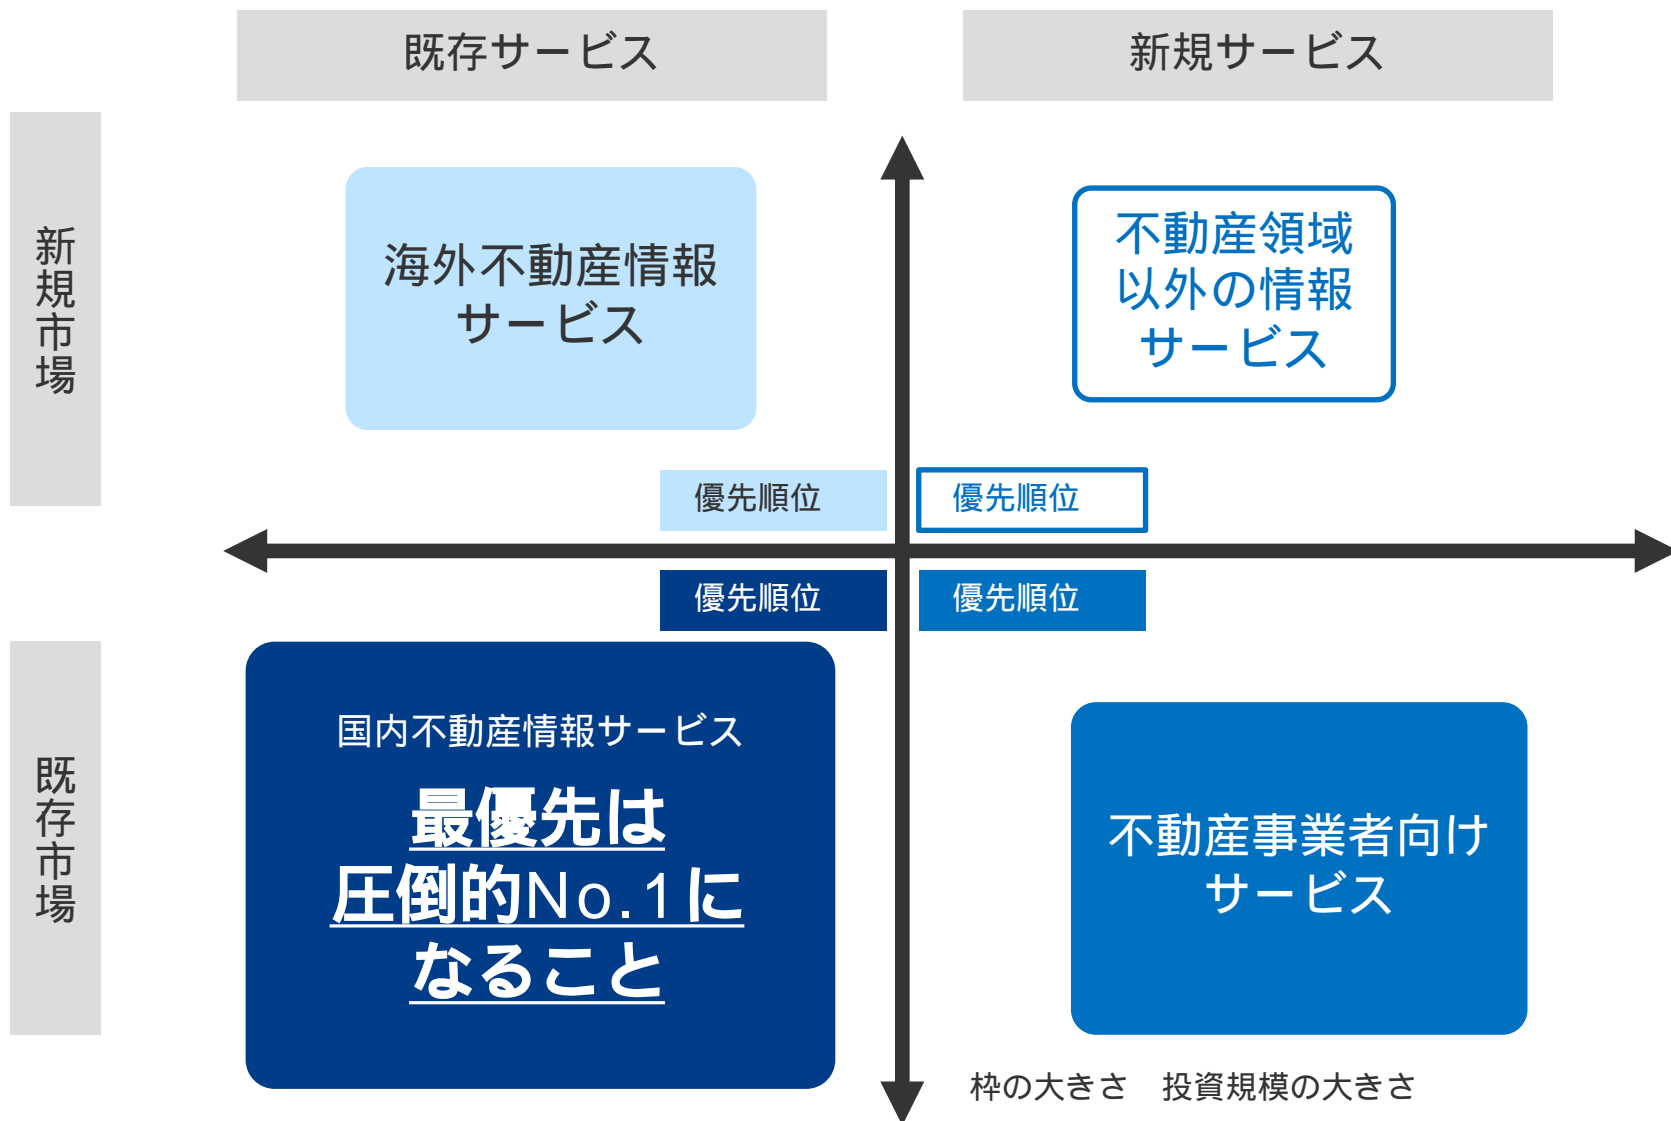 既存サービス
新規サービス
新規市場
海外不動産情報
サービス
不動産領域
以外の情報
サービス
優先順位
優先順位
優先順位
優先順位
既存市場
国内不動産情報サービス
最優先は
圧倒的No.1に
なること
不動産事業者向け
サービス
枠の大きさ　投資規模の大きさ